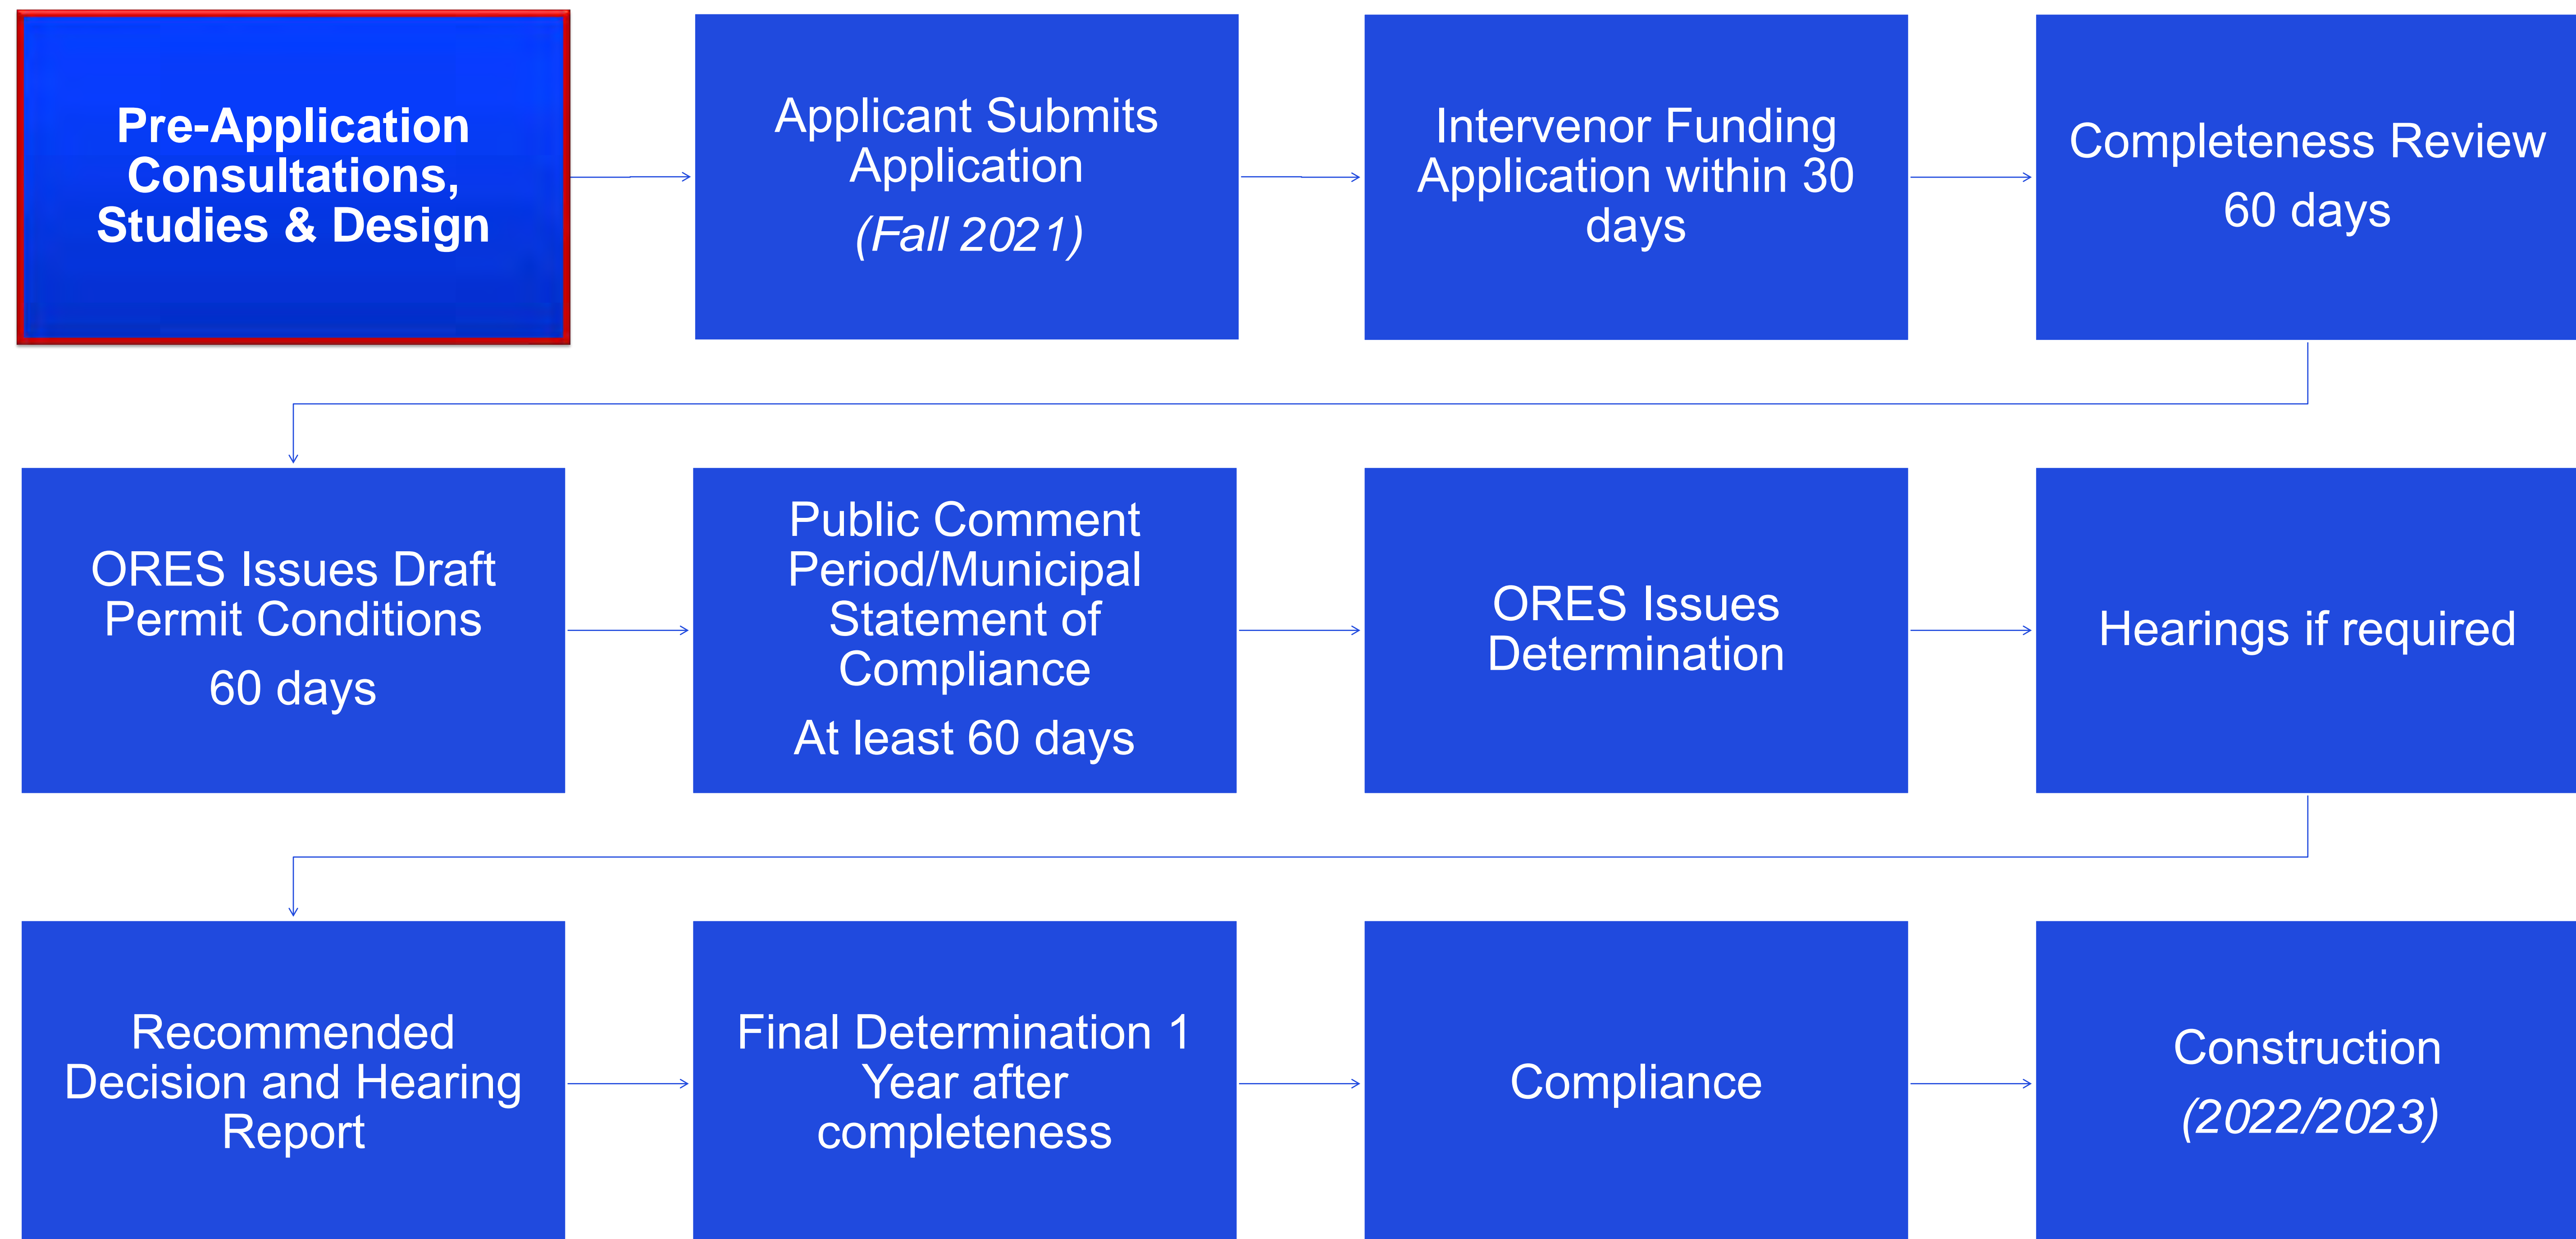 Pre-Application
Consultations,
Studies & Design
Applicant Submits
Application
(Fall 2021)
Intervenor Funding
Application within 30
days
Completeness Review
60 days
ORES Issues Draft
Permit Conditions
60 days
Public Comment
Period/Municipal
Statement of
Compliance
At least 60 days
ORES Issues
Determination
Hearings if required
Recommended
Decision and Hearing
Report
Final Determination 1
Year after
completeness
Compliance
Construction
(2022/2023)